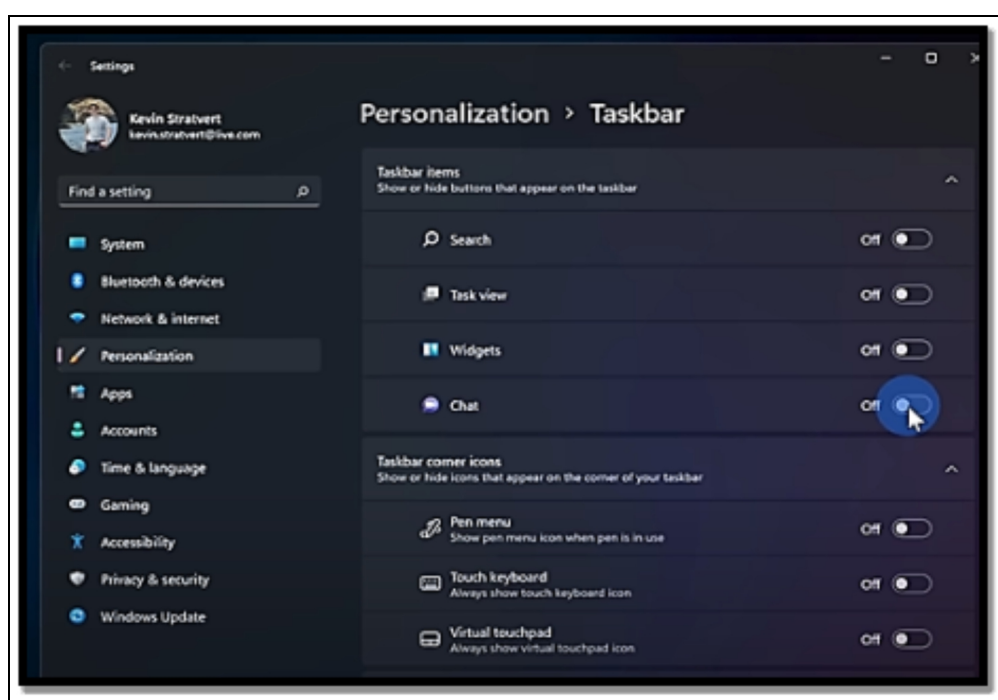 Settings
Kevin Stratvert
kevin.stratvert@live.com
Find a setting
System
Bluetooth & devices
Network & internet
Personalization
Apps
Accounts
Time & language
Gaming
Accessibility
Privacy & security
Windows Update
Personalization > Taskbar
Taskbar items
Show or hide buttons that appear on the taskbar
Search Off
Task view Off
Widgets Off
Chat Off
Taskbar corner icons
Show or hide icons that appear on the corner of your taskbar
Pen menu
Show pen menu icon when pen is in use
Off
Touch keyboard
Always show touch keyboard icon
Off
Virtual touchpad
Always show virtual touchpad icon
Off